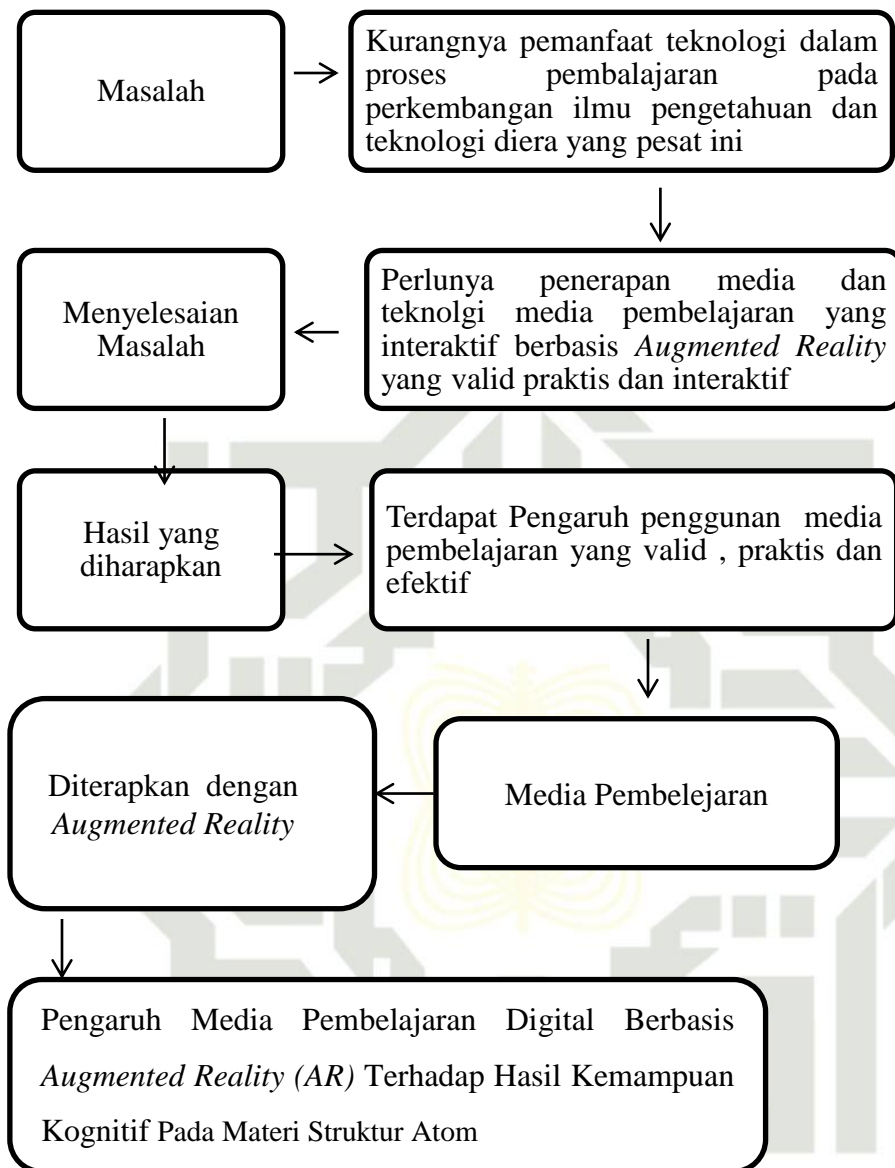 Masalah
Kurangnya pemanfaat teknologi dalam
proses pembalajaran pada
perkembangan ilmu pengetahuan dan
teknologi diera yang pesat ini
Menyelesaian
Masalah
Perlunya penerapan media dan
teknolgi media pembelajaran yang
interaktif berbasis Augmented Reality
yang valid praktis dan interaktif
Hasil yang
diharapkan
Terdapat Pengaruh penggunan media
pembelajaran yang valid , praktis dan
efektif
Diterapkan dengan
Augmented Reality
Media Pembelejaran
Pengaruh Media Pembelajaran Digital Berbasis
Augmented Reality (AR) Terhadap Hasil Kemampuan
Kognitif Pada Materi Struktur Atom